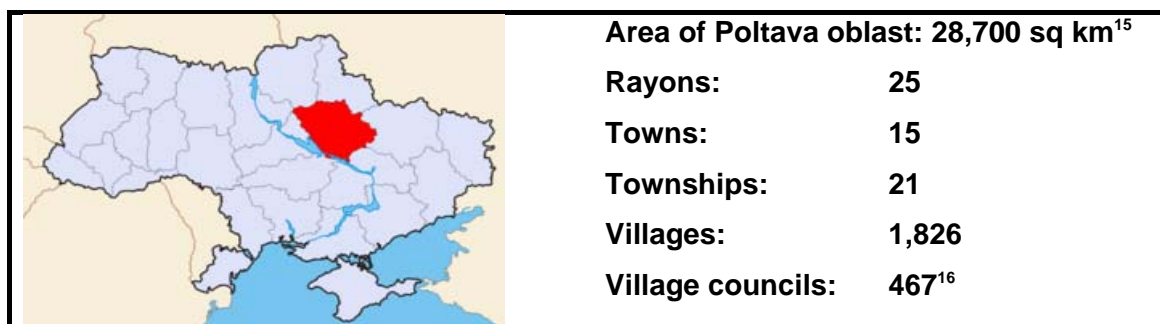 Area of Poltava oblast: 28,700 sq km15
Rayons: 25
Towns: 15
Townships: 21
Villages: 1,826
Village councils: 46716